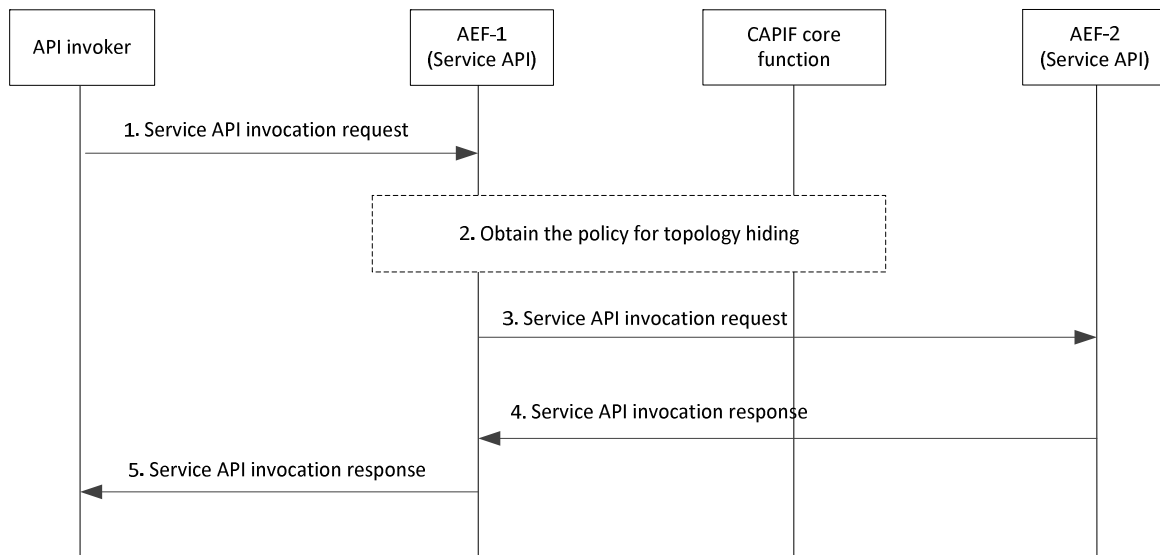 API invoker
AEF-1
(Service API)
CAPIF core
function
AEF-2
(Service API)
1. Service API invocation request
2. Obtain the policy for topology hiding
3. Service API invocation request
4. Service API invocation response
5. Service API invocation response